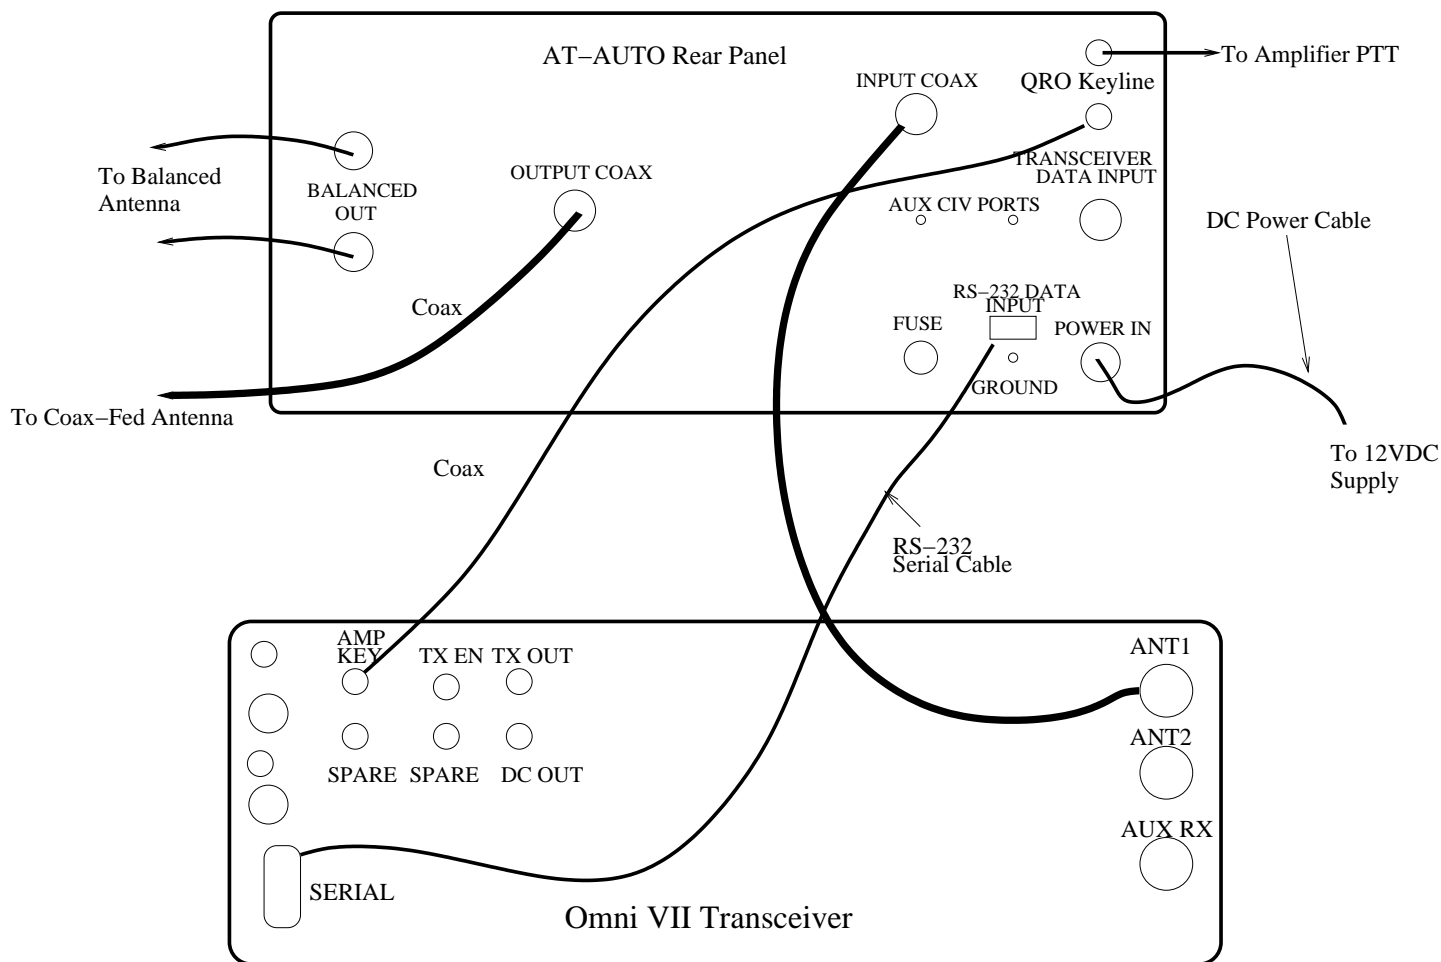 AT−AUTO Rear Panel
To Amplifier PTT
QRO Keyline
INPUT COAX
TRANSCEIVER
DATA INPUT
To Balanced
Antenna
BALANCED
OUT
OUTPUT COAX
AUX CIV PORTS
DC Power Cable
Coax
RS−232 DATA
INPUT
FUSE
POWER IN
GROUND
To Coax−Fed Antenna
Coax
To 12VDC
Supply
RS−232
Serial Cable
AMP
KEY
TX EN
TX OUT
ANT1
ANT2
SPARE
SPARE
DC OUT
AUX RX
SERIAL
Omni VII Transceiver